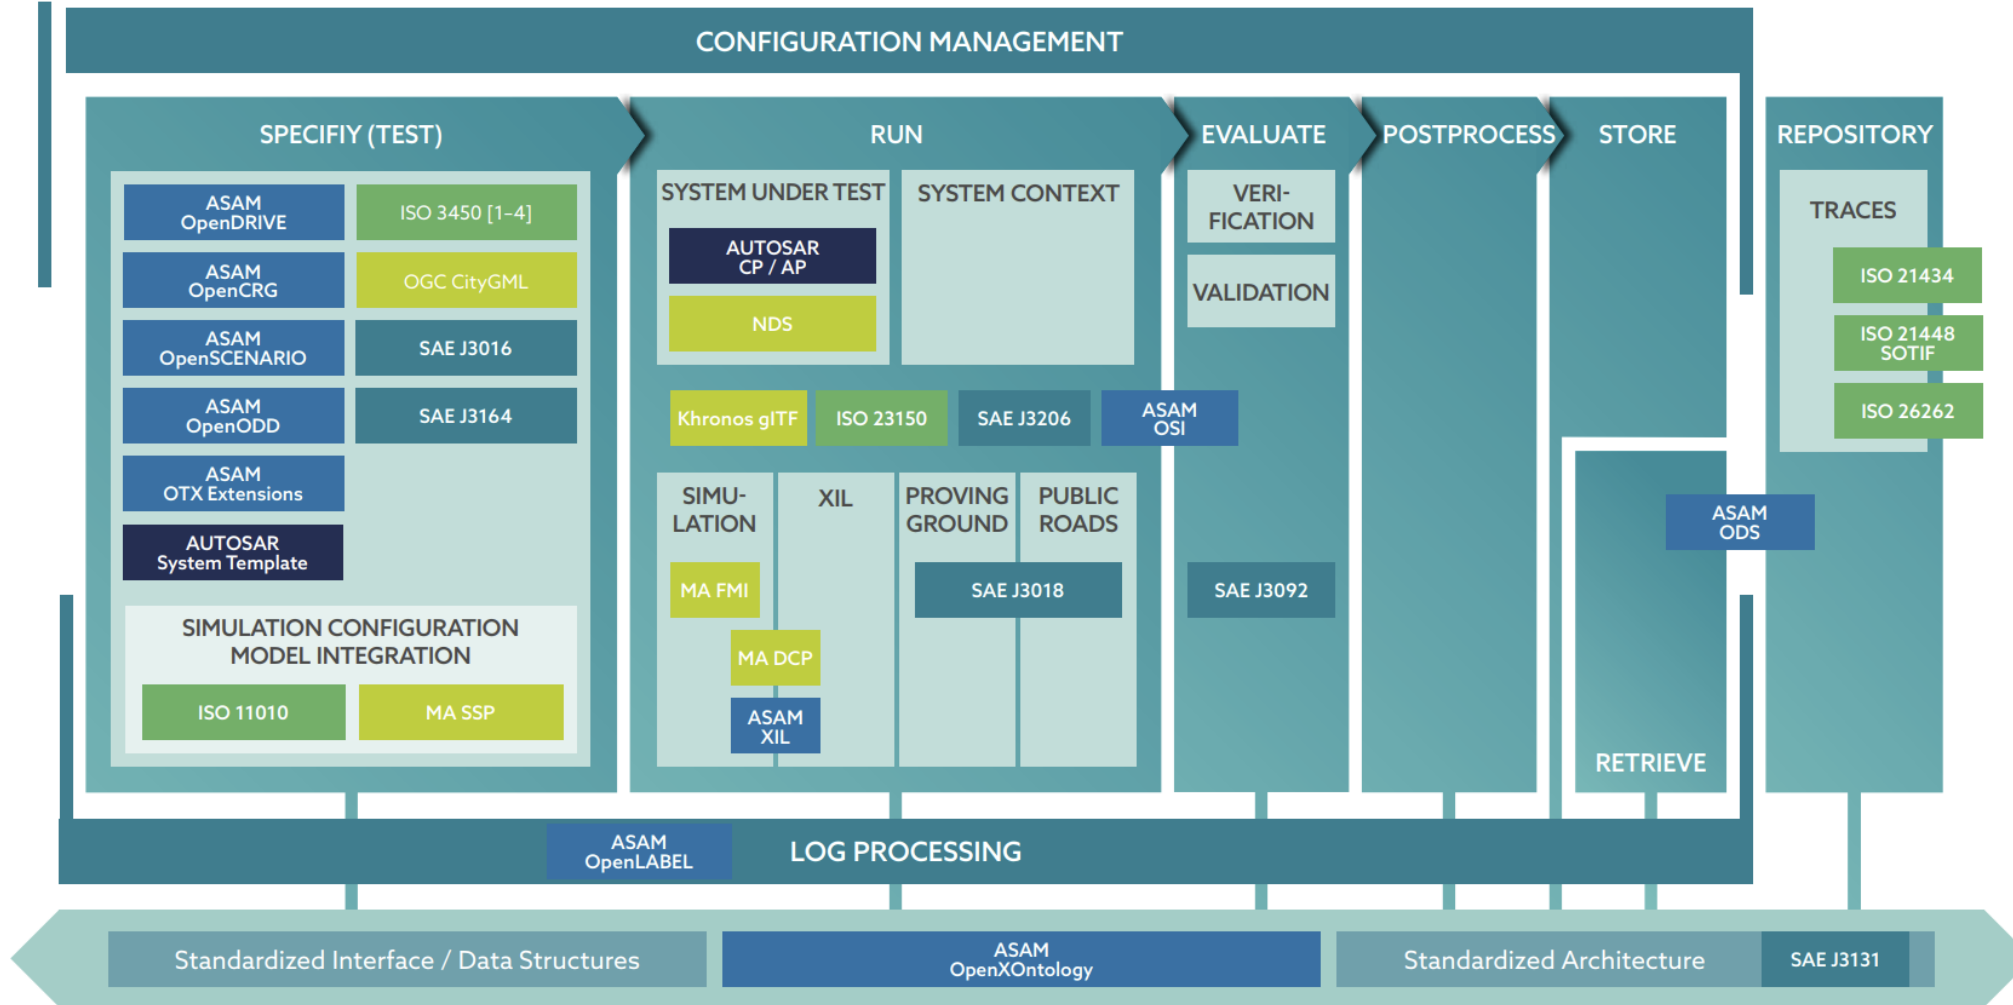 CONFIGURATION MANAGEMENT
SPECIFIY (TEST)
ASAM
OpenDRIVE
ISO 3450 [1-4]
ASAM
OpenCRG
OGC CityGML
ASAM
OpenSCENARIO
SAE J3016
ASAM
OpenODD
SAE J3164
ASAM
OTX Extensions
AUTOSAR
System Template
SIMULATION CONFIGURATION
MODEL INTEGRATION
ISO 11010
MA SSP
RUN
SYSTEM UNDER TEST
AUTOSAR
CP / AP
NDS
SYSTEM CONTEXT
Khronos glTF
ISO 23150
SAE J3206
ASAM
OSI
SIMU-
LATION
XIL
PROVING
GROUND
PUBLIC
ROADS
MA FMI
SAE J3018
MA DCP
ASAM
XIL
EVALUATE
VERI-
FICATION
VALIDATION
SAE J3092
POSTPROCESS
STORE
RETRIEVE
ASAM
ODS
REPOSITORY
TRACES
ISO 21434
ISO 21448
SOTIF
ISO 26262
ASAM
OpenLABEL
LOG PROCESSING
Standardized Interface / Data Structures
ASAM
OpenXOntology
Standardized Architecture
SAE J3131